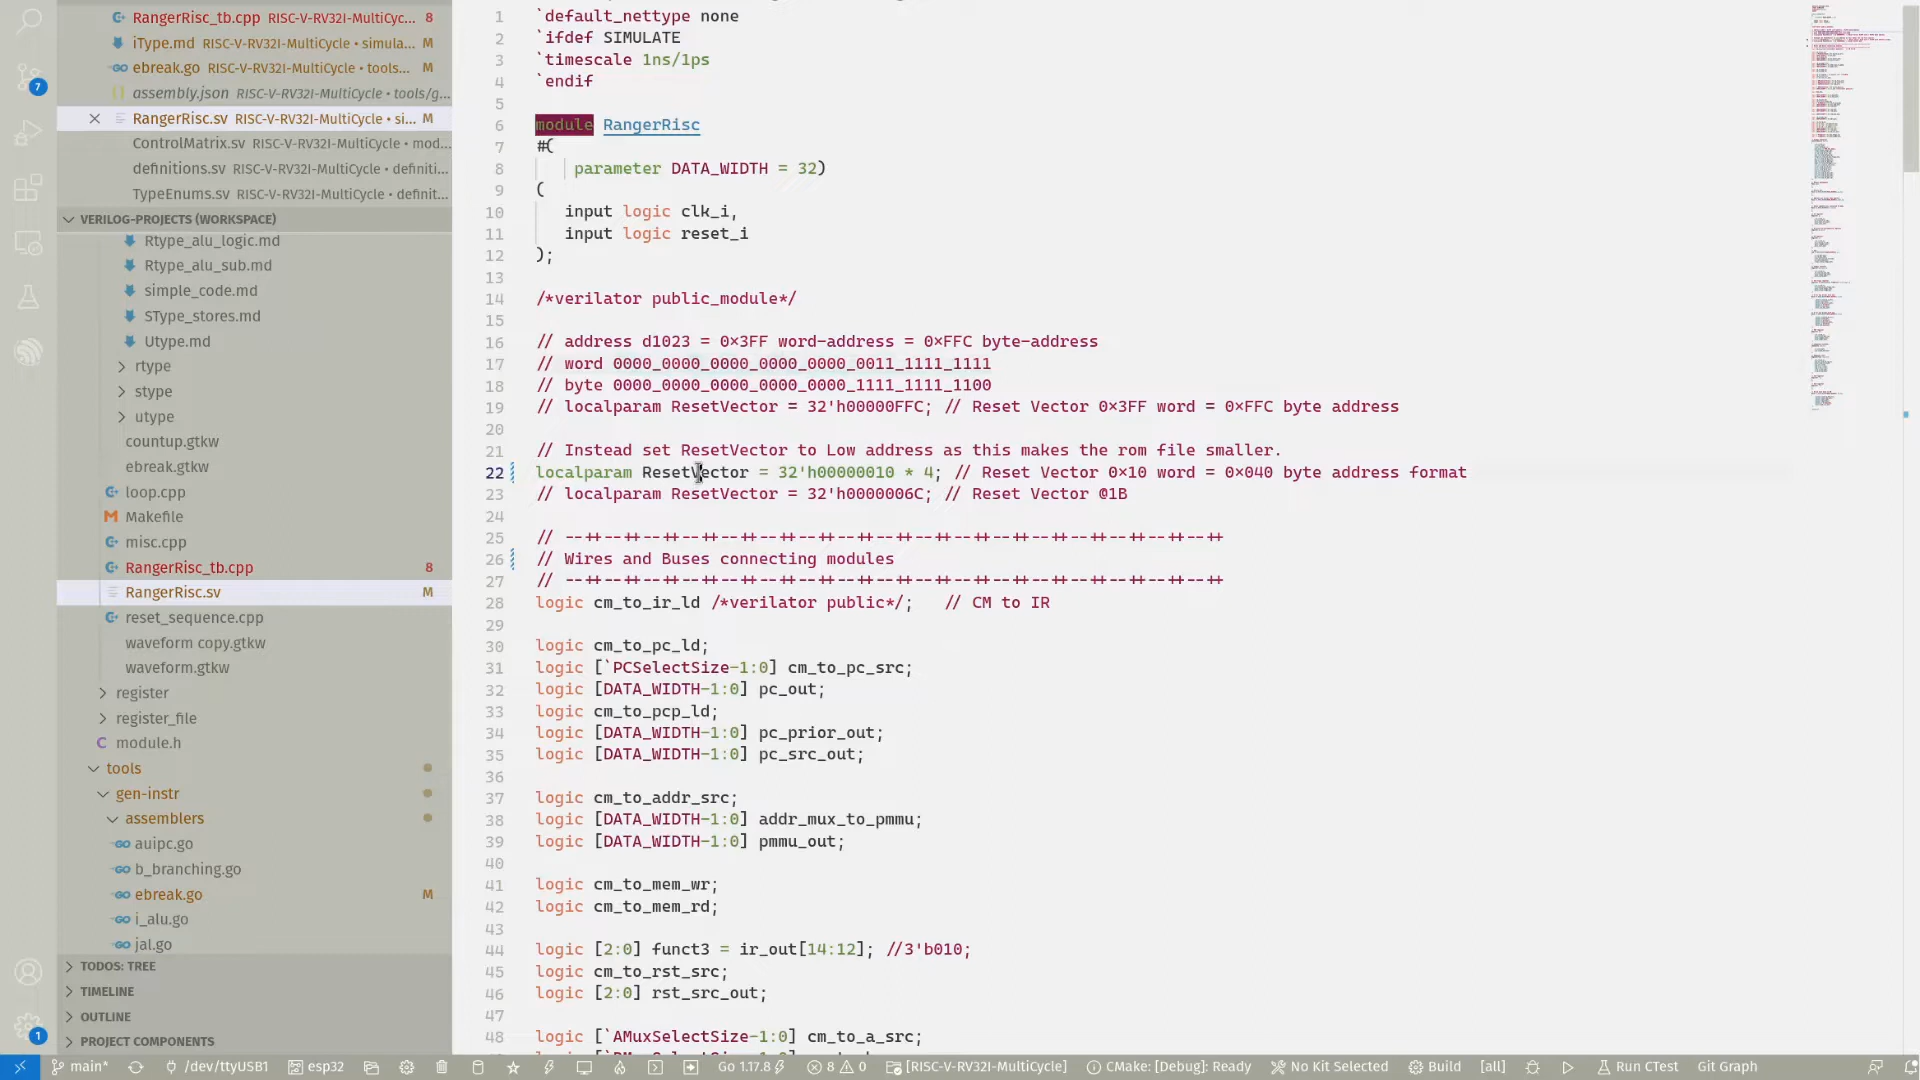 RangerRisc_tb.cpp RISC-V-RV32I-MultiCyc... 8
iType.md RISC-V-RV32I-MultiCycle • simula... M
ebreak.go RISC-V-RV32I-MultiCycle • tools... M
assembly.json RISC-V-RV32I-MultiCycle • tools/g...
RangerRisc.sv RISC-V-RV32I-MultiCycle • si... M
ControlMatrix.sv RISC-V-RV32I-MultiCycle • mod...
definitions.sv RISC-V-RV32I-MultiCycle • definiti...
TypeEnums.sv RISC-V-RV32I-MultiCycle • definit...
VERILOG-PROJECTS (WORKSPACE)
Rtype_alu_logic.md
Rtype_alu_sub.md
simple_code.md
SType_stores.md
Utype.md
rtype
stype
utype
countup.gtkw
ebreak.gtkw
loop.cpp
Makefile
misc.cpp
RangerRisc_tb.cpp 8
RangerRisc.sv M
reset_sequence.cpp
waveform copy.gtkw
waveform.gtkw
register
register_file
module.h
tools
gen-instr
assemblers
auipc.go
b_branching.go
ebreak.go M
i_alu.go
jal.go
TODOS: TREE
TIMELINE
OUTLINE
PROJECT COMPONENTS
7
1
1 `default_nettype none
2 `ifdef SIMULATE
3 `timescale 1ns/1ps
4 `endif
5
6 module RangerRisc
7 #(
8 parameter DATA_WIDTH = 32)
9 (
10 input logic clk_i,
11 input logic reset_i
12 );
13
14 /*verilator public_module*/
15
16 // address d1023 = 0×3FF word-address = 0×FFC byte-address
17 // word 0000_0000_0000_0000_0000_0011_1111_1111
18 // byte 0000_0000_0000_0000_0000_1111_1111_1100
19 // localparam ResetVector = 32'h00000FFC; // Reset Vector 0×3FF word = 0×FFC byte address
20
21 // Instead set ResetVector to Low address as this makes the rom file smaller.
22 localparam ResetVector = 32'h00000010 * 4; // Reset Vector 0×10 word = 0×040 byte address format
23 // localparam ResetVector = 32'h0000006C; // Reset Vector @1B
24
25 // --++--++--++--++--++--++--++--++--++--++--++--++--++--++--++--++--++
26 // Wires and Buses connecting modules
27 // --++--++--++--++--++--++--++--++--++--++--++--++--++--++--++--++--++
28 logic cm_to_ir_ld /*verilator public*/; // CM to IR
29
30 logic cm_to_pc_ld;
31 logic [`PCSelectSize-1:0] cm_to_pc_src;
32 logic [DATA_WIDTH-1:0] pc_out;
33 logic cm_to_pcp_ld;
34 logic [DATA_WIDTH-1:0] pc_prior_out;
35 logic [DATA_WIDTH-1:0] pc_src_out;
36
37 logic cm_to_addr_src;
38 logic [DATA_WIDTH-1:0] addr_mux_to_pmmu;
39 logic [DATA_WIDTH-1:0] pmmu_out;
40
41 logic cm_to_mem_wr;
42 logic cm_to_mem_rd;
43
44 logic [2:0] funct3 = ir_out[14:12]; //3'b010;
45 logic cm_to_rst_src;
46 logic [2:0] rst_src_out;
47
48 logic [`AMuxSelectSize-1:0] cm_to_a_src;
main* /dev/ttyUSB1 esp32 Go 1.17.8 8 0 [RISC-V-RV32I-MultiCycle] CMake: [Debug]: Ready No Kit Selected Build [all] Run CTest Git Graph